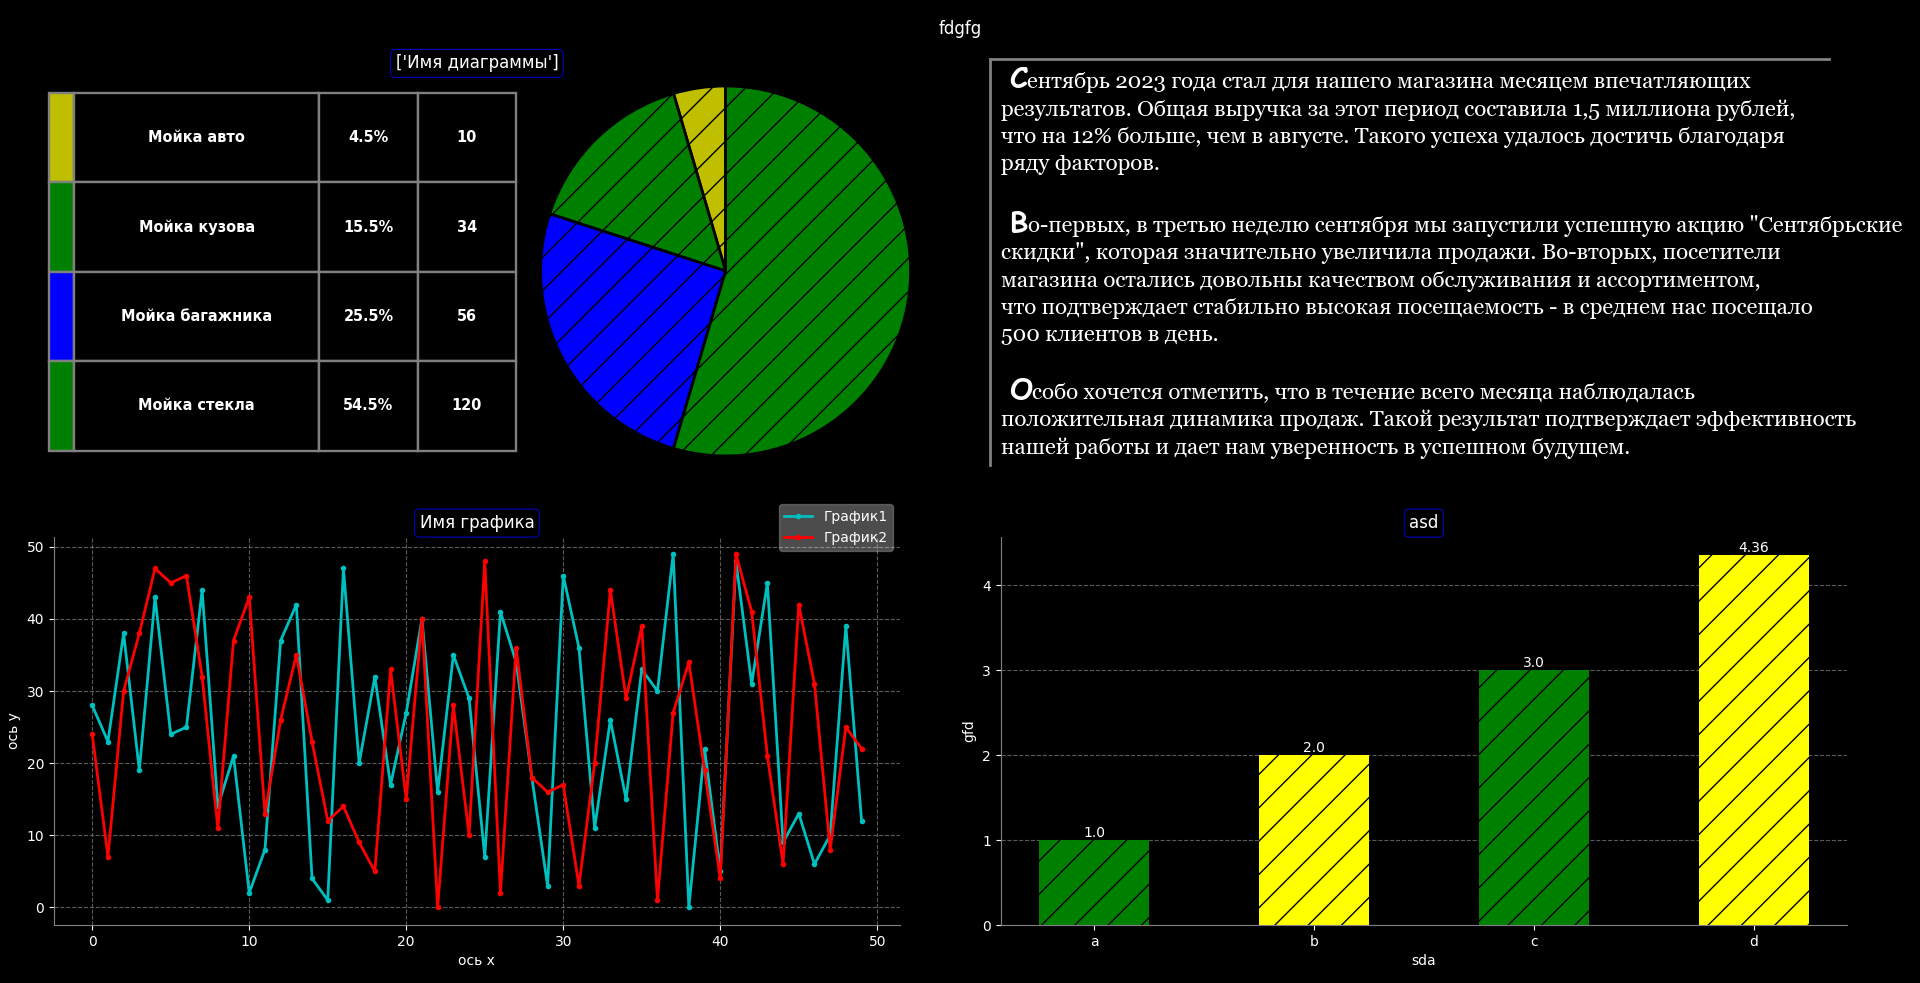 fdgfg
['Имя диаграммы']
Мойка авто 4.5% 10
Мойка кузова 15.5% 34
Мойка багажника 25.5% 56
Мойка стекла 54.5% 120
Сентябрь 2023 года стал для нашего магазина месяцем впечатляющих
результатов. Общая выручка за этот период составила 1,5 миллиона рублей,
что на 12% больше, чем в августе. Такого успеха удалось достичь благодаря
ряду факторов.
Во-первых, в третью неделю сентября мы запустили успешную акцию "Сентябрьские
скидки", которая значительно увеличила продажи. Во-вторых, посетители
магазина остались довольны качеством обслуживания и ассортиментом,
что подтверждает стабильно высокая посещаемость - в среднем нас посещало
500 клиентов в день.
Особо хочется отметить, что в течение всего месяца наблюдалась
положительная динамика продаж. Такой результат подтверждает эффективность
нашей работы и дает нам уверенность в успешном будущем.
Имя графика
График1
График2
50
40
30
20
10
0
ось y
0 10 20 30 40 50
ось x
asd
4.36
3.0
2.0
1.0
4
3
2
1
0
gfd
a b c d
sda